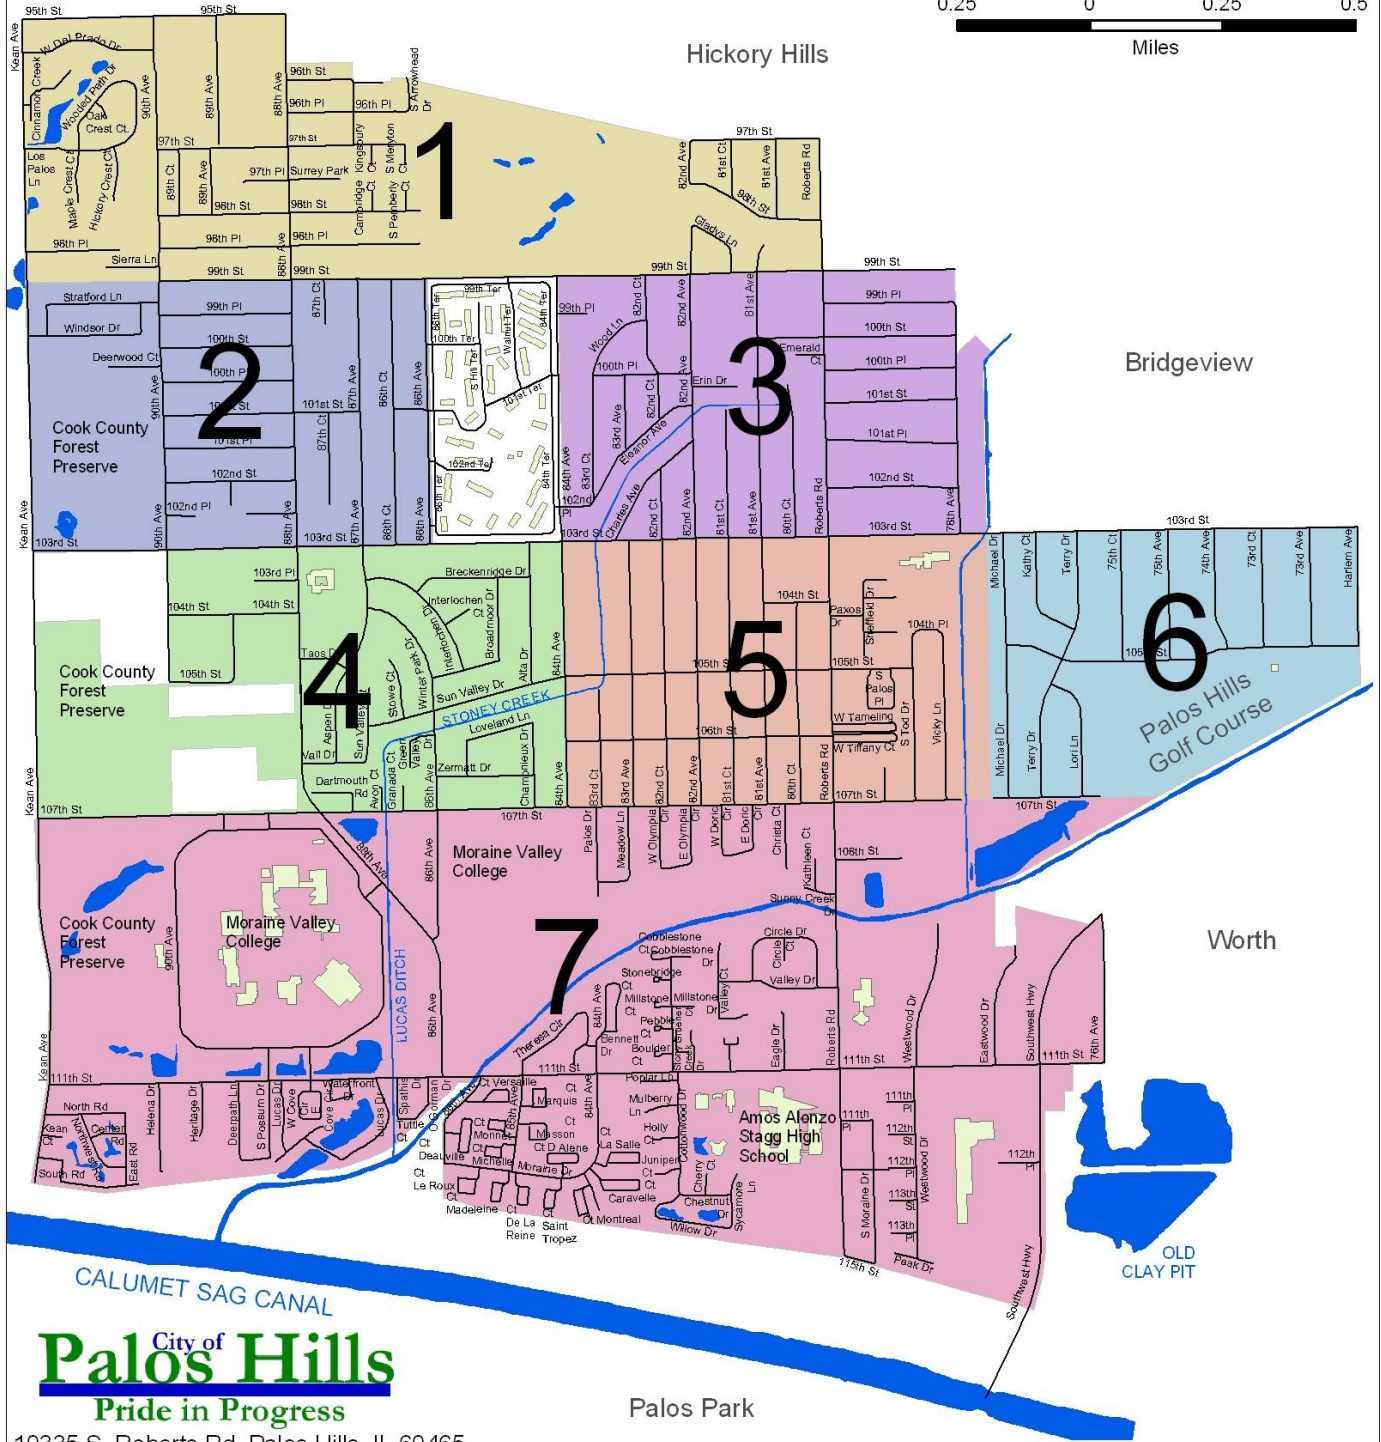 0.25 0 0.25 0.5
Miles
95th St 95th St
Kean Ave
W Del Prado Dr
Hickory Hills
Cinnamon Creek
Wooded Path Dr
90th Ave
89th Ave
88th Ave
96th St
S Arrowhead Dr
96th Pl 96th Pl
Oak
Crest Ct.
97th St
97th St
97th St
Los
Palos
Ln
Maple Crest Ct
Hickory Crest Ct
89th Ct
89th Ave
97th Pl Surrey Park
Kingsbury Ct
S Meryton Ct
Cambridge Ct
S Pemberly Ct
1
82nd Ave
81st Ct
81st Ave
Roberts Rd
98th St
98th St
98th St
98th Pl
98th Pl
98th Pl
88th Ave
Gladys Ln
Sierra Ln
99th St
99th St
99th St
99th St
Stratford Ln
Windsor Dr
Deerwood Ct
99th Pl
100th St
100th Pl
101st St
101st Pl
102nd St
102nd Pl
2
90th Ave
87th Ct
87th Ave
86th Ct
86th Ave
101st St
87th Ct
Cook County
Forest
Preserve
90th Ave
88th Ave
87th Ave
86th Ct
86th Ave
Kean Ave
103rd St
103rd St
99th Ter
86th Ter
Walnut Ter
84th Ter
100th Ter
S Hill Ter
101st Ter
102nd Ter
86th Ter
84th Ter
99th Pl
Wood Ln
82nd Ct
82nd Ave
81st Ave
100th Pl
82nd Ave
Erin Dr
Emerald
Ct
3
83rd Ave
82nd Ct
Eleanor Ave
84th Ave
83rd Ct
102nd
Pl
Charles Ave
82nd Ct
82nd Ave
81st Ct
81st Ave
80th Ct
Roberts Rd
99th Pl
100th St
100th Pl
101st St
101st Pl
102nd St
78th Ave
103rd St
103rd St
Bridgeview
103rd St
Michael Dr
Kathy Ct
Terry Dr
75th Ct
75th Ave
74th Ave
73rd Ct
73rd Ave
Harlem Ave
6
Palos Hills
Golf Course
Michael Dr
Terry Dr
Lori Ln
107th St
103rd Pl
104th St 104th St
105th St
Cook County
Forest
Preserve
Kean Ave
107th St
4
Breckenridge Dr
Interlochen
Ct
Interlochen Dr
Broadmoor Dr
Winter Park Dr
Alta Dr
84th Ave
Stowe Ct
Sun Valley Dr
STONEY CREEK
Loveland Ln
Aspen D
Sun Valley
Vail Dr
Dartmouth
Rd
Avon Ct
Granada Ct
Green
Valley
Dr
86th Ave
Zermatt Dr
Chamonieux Dr
84th Ave
107th St
5
104th St
Paxos
Dr
Sheffield Dr
104th Pl
105th St
105th St
S
Palos
Pl
W Tameling
W Tiffany Ct
S Tod Dr
Vicky Ln
106th St
83rd Ct
83rd Ave
82nd Ct
82nd Ave
81st Ct
81st Ave
80th Ct
Roberts Rd
107th St
88th Ave
86th Ave
Moraine Valley
College
Palos Dr
Meadow Ln
W Olympia Cir
E Olympia Cir
W Doric Cir
E Doric Cir
Christa Ct
Kathleen Ct
108th St
Sunny Creek
Dr
Cook County
Forest
Preserve
90th Ave
Moraine Valley
College
LUCAS DITCH
86th Ave
7
Cobblestone
Ct
Cobblestone
Dr
Stonebridge
Ct
Millstone
Ct
Millstone
Dr
Valley Ct
Circle Dr
Circle Ct
Valley Dr
Pebble
Ct
Boulder
Ct
84th Ave
Bennett
Dr
Theresa Cir
Eagle Dr
Roberts Rd
Westwood Dr
Eastwood Dr
Southwest Hwy
76th Ave
Worth
Kean Ave
111th St
111th St
111th St
111th St
North Rd
Kean
Ct
Center
Rd
Northwest Rd
South Rd
East Rd
Helena Dr
Heritage Dr
Deerpath Ln
S Posum Dr
Lucas Dr
W Cove
Cir
E
Cove Cir
Waterfront
Dr
Lucas Dr
Spathis
Tuttle
Ct
O Gorman Dr
Ct Versaille
Ct
Marquis
Ct
85th Ave
84th Ave
Monnet
Ct
Masson
Ct D Alene
Deauville
Ct
Michelle
Moraine Dr
La Salle
Ct
Le Roux
Ct
Madeleine
Ct
De La
Reine
Ct
Saint
Tropez
Ct Montreal
Caravelle
Juniper
Ct
Holly
Ct
Mulberry
Ln
Poplar Ln
Cottonwood Dr
Cherry Ct
Chestnut
Dr
Willow Dr
Sycamore Ln
Amos Alonzo
Stagg High
School
111th
Pl
111th
Pl
112th
St
112th
Pl
113th
St
113th
Pl
S Moraine Dr
Westwood Dr
Peak Dr
115th St
112th
Pl
Southwest Hwy
OLD
CLAY PIT
CALUMET SAG CANAL
City of
Palos Hills
Pride in Progress
Palos Park
10335 S. Roberts Rd. Palos Hills, IL 60465